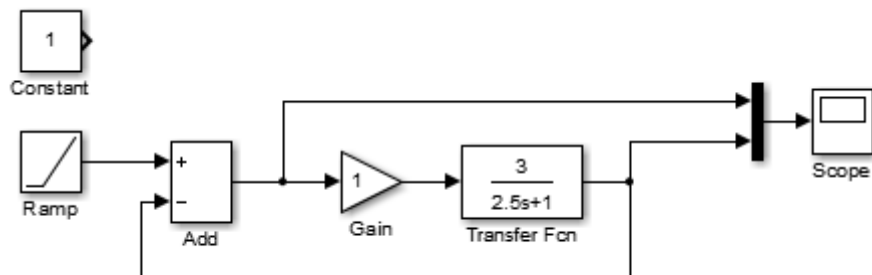 1
Constant
Ramp
+
−
Add
1
Gain
3
2.5s+1
Transfer Fcn
Scope